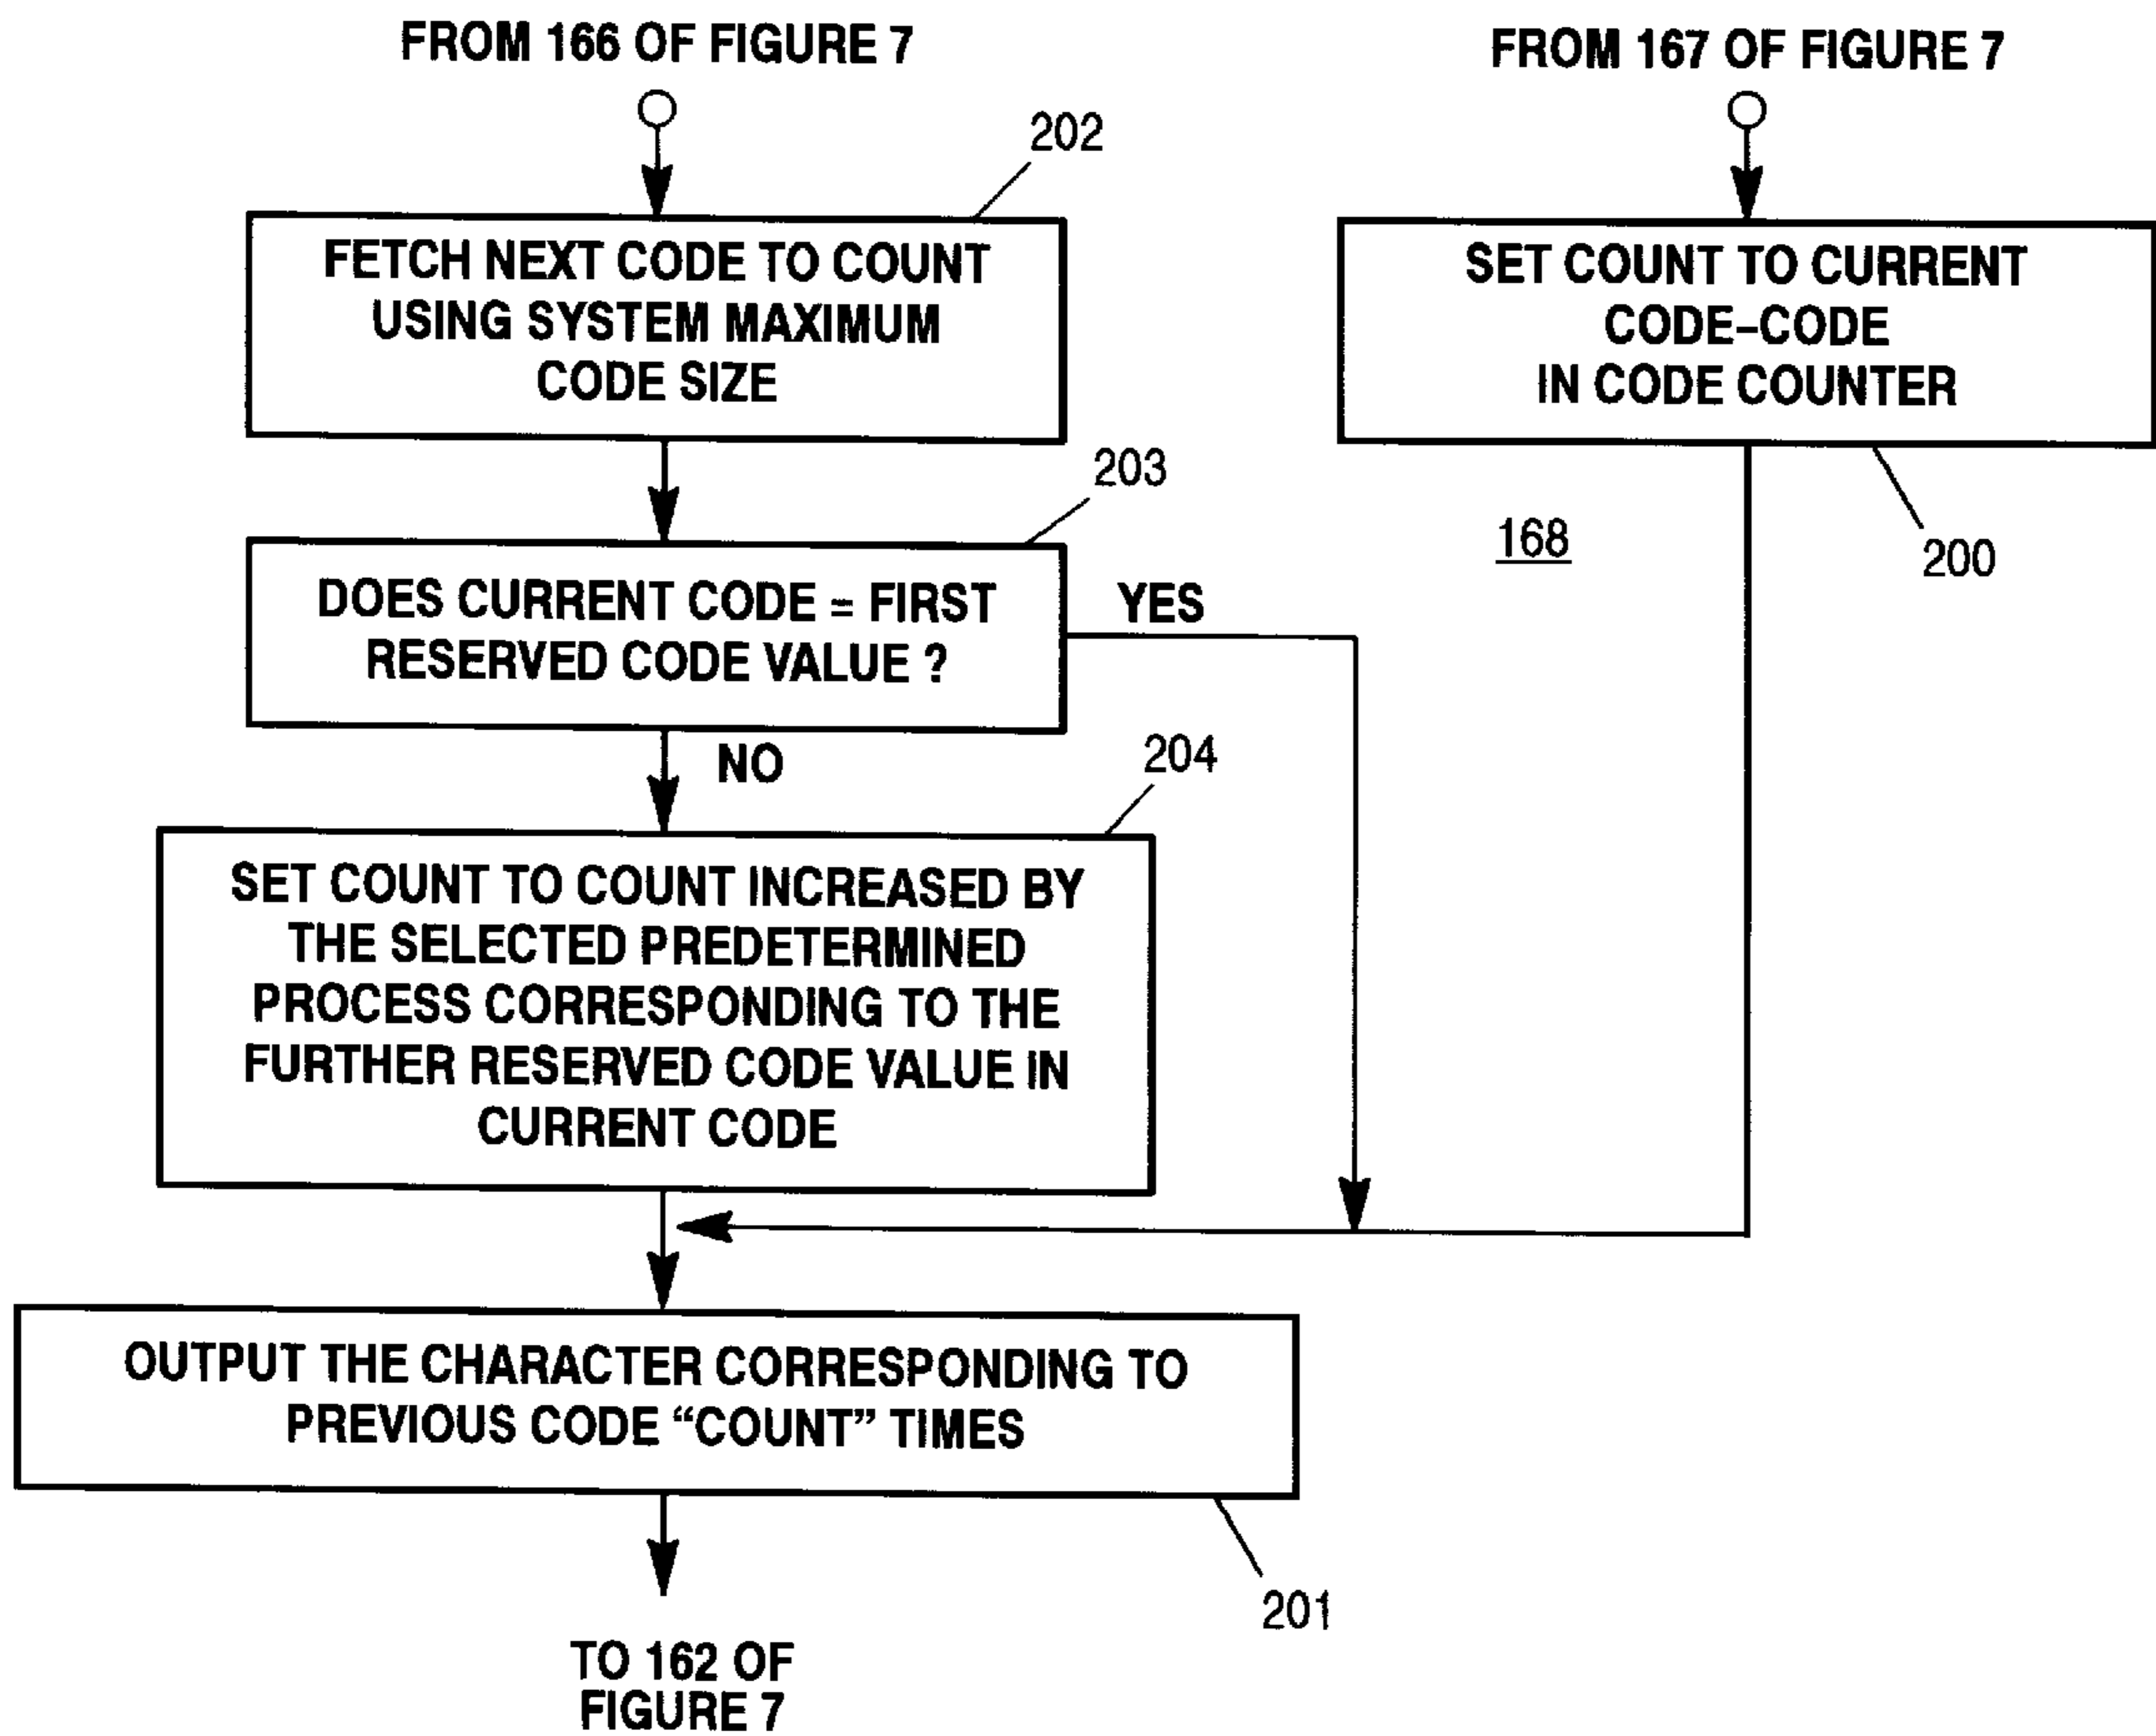 FROM 166 OF FIGURE 7
202
FETCH NEXT CODE TO COUNT
USING SYSTEM MAXIMUM
CODE SIZE
203
DOES CURRENT CODE = FIRST
RESERVED CODE VALUE ?
YES
NO
204
SET COUNT TO COUNT INCREASED BY
THE SELECTED PREDETERMINED
PROCESS CORRESPONDING TO THE
FURTHER RESERVED CODE VALUE IN
CURRENT CODE
FROM 167 OF FIGURE 7
SET COUNT TO CURRENT
CODE–CODE
IN CODE COUNTER
168
200
OUTPUT THE CHARACTER CORRESPONDING TO
PREVIOUS CODE “COUNT” TIMES
201
TO 162 OF
FIGURE 7